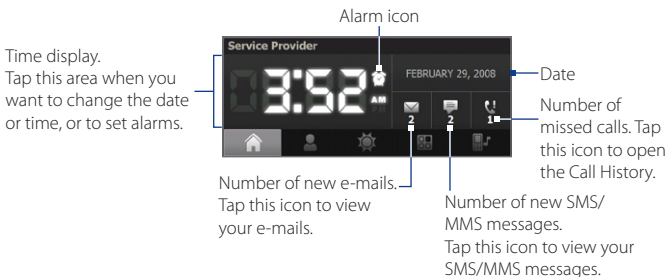 Alarm icon
Service Provider
Time display.
Tap this area when you
want to change the date
or time, or to set alarms.
3:52
AM
FEBRUARY 29, 2008
Date
2
2
1
Number of
missed calls. Tap
this icon to open
the Call History.
Number of new e-mails.
Tap this icon to view
your e-mails.
Number of new SMS/
MMS messages.
Tap this icon to view your
SMS/MMS messages.